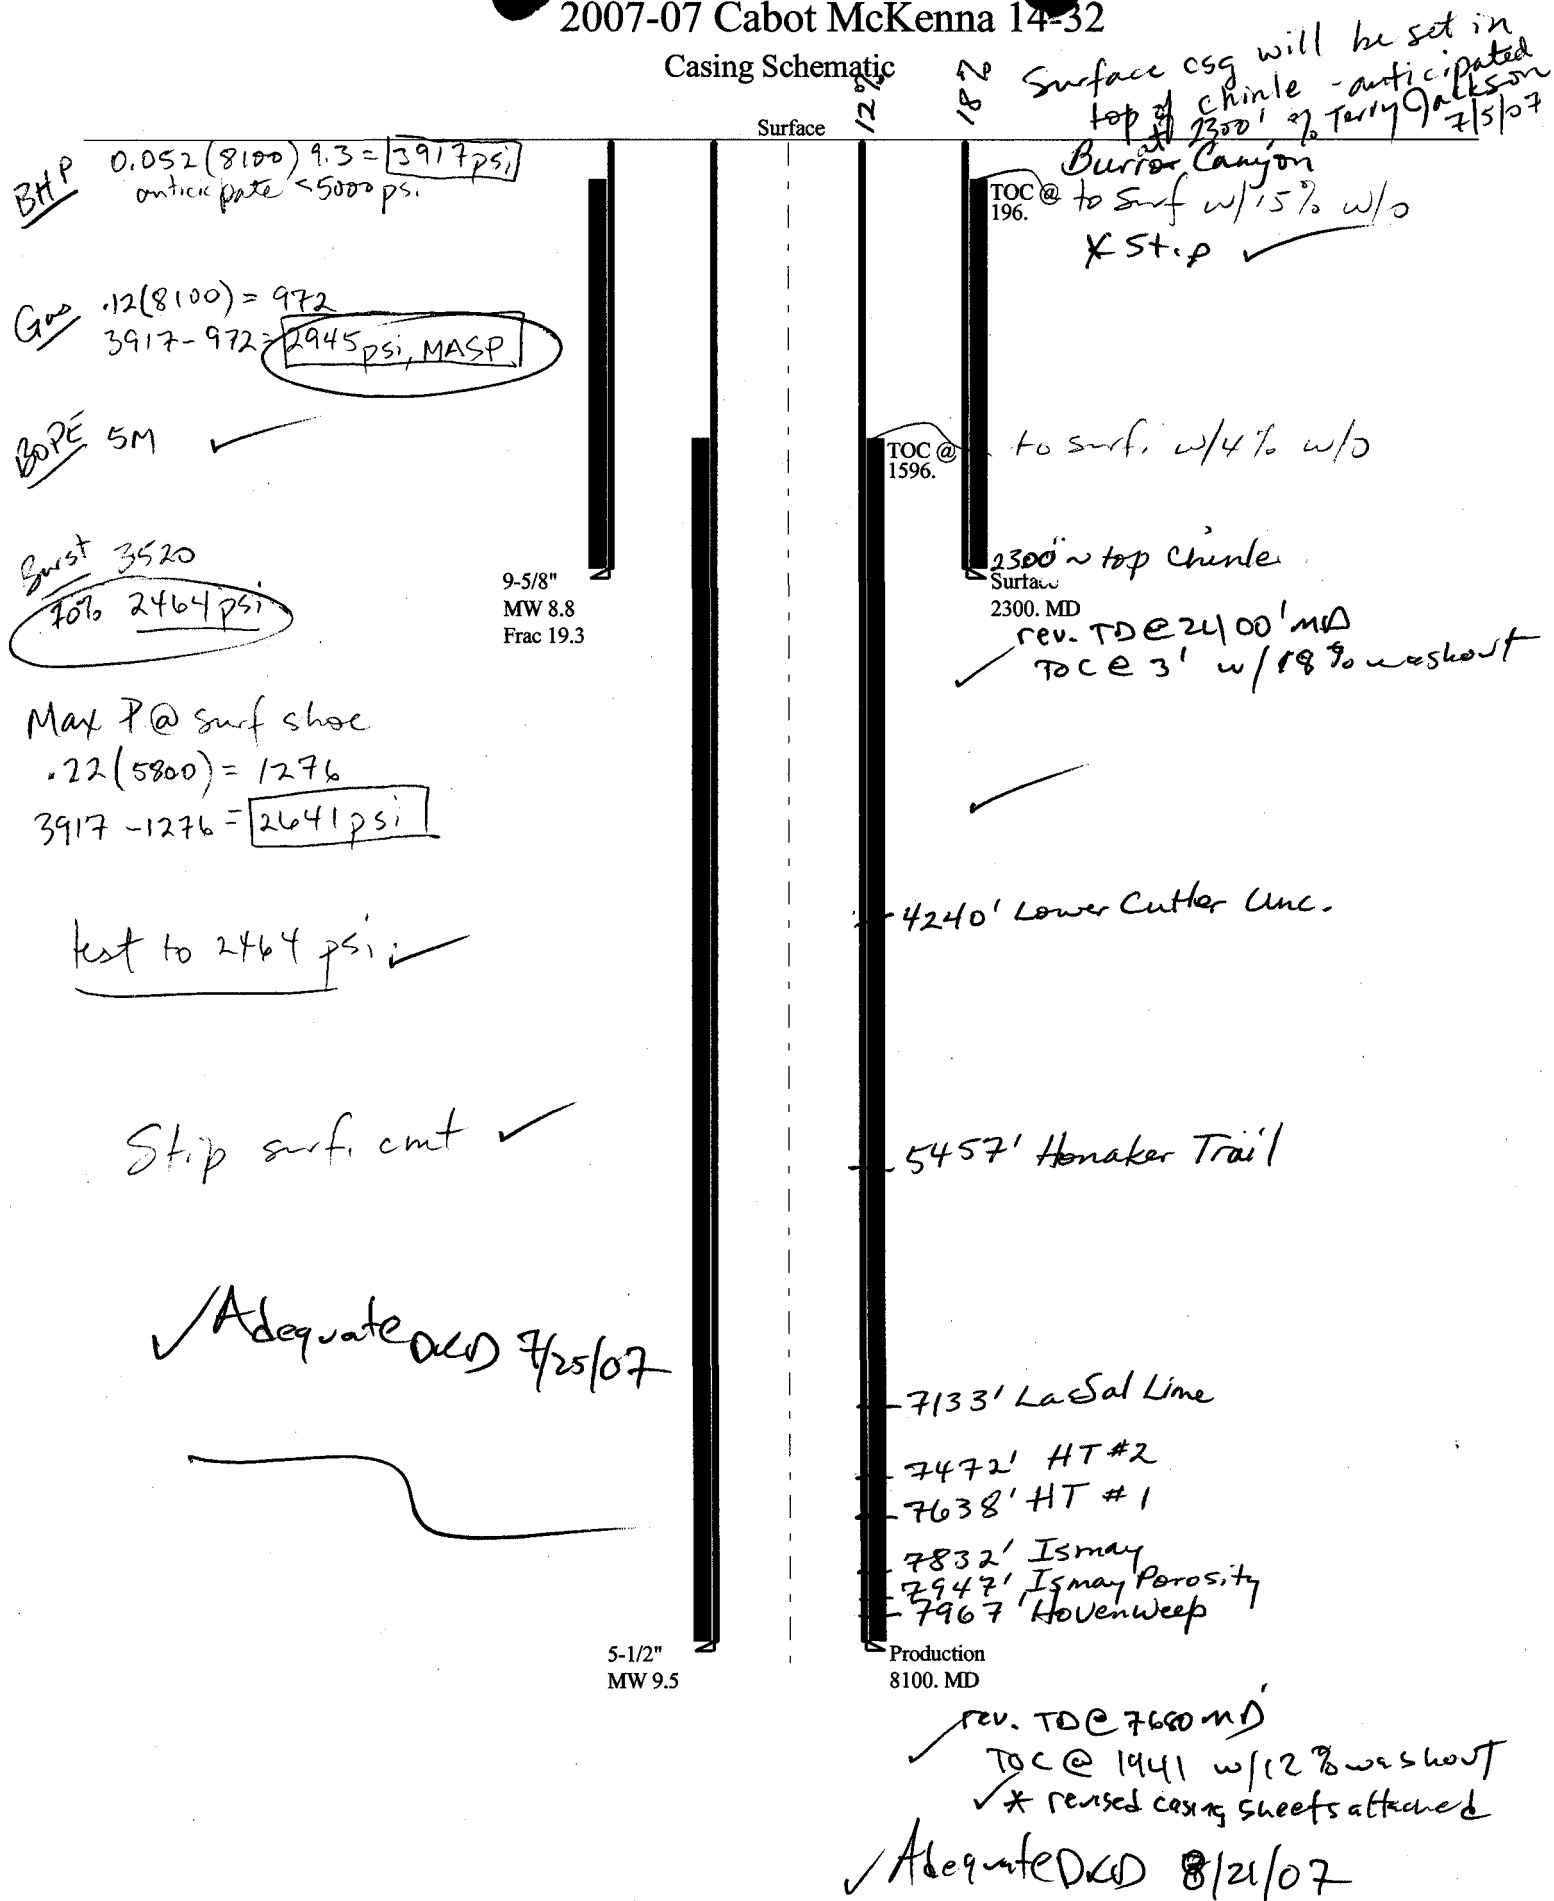 2007-07 Cabot McKenna 14-32
Casing Schematic
12%
18%
Surface csg will be set in
top of chinle - anticipated
at 2300' % Terry Jackson
7/5/07
Surface
BHP 0.052(8100)9.3=3917psi
anticipate <5000psi.
Burro Canyon
TOC @
196.
to surf w/15% w/o
* Stip ✓
Gas .12(8100)=972
3917-972=2945psi, MASP
BOPE 5M ✓
TOC @
1596.
to surf. w/4% w/o
Burst 3520
70% 2464psi
9-5/8"
MW 8.8
Frac 19.3
2300' ~ top Chinle
Surface
2300. MD
✓ rev. TD@2400'MD
TOC@ 3' w/18% washout
Max P@ surf shoe
.22(5800)=1276
3917-1276=2641psi
✓
4240' Lower Cutler Unc.
test to 2464 psi. ✓
Stip surf. cmt ✓
5457' Honaker Trail
✓Adequate DKD 7/25/07
7133' LaSal Lime
7472' HT #2
7638' HT #1
7832' Ismay
7947' Ismay Porosity
7967' Hovenweep
5-1/2"
MW 9.5
Production
8100. MD
✓ rev. TD@7680 MD
TOC@ 1941 w/12% washout
✓* revised casing sheets attached
✓Adequate DKD 8/21/07